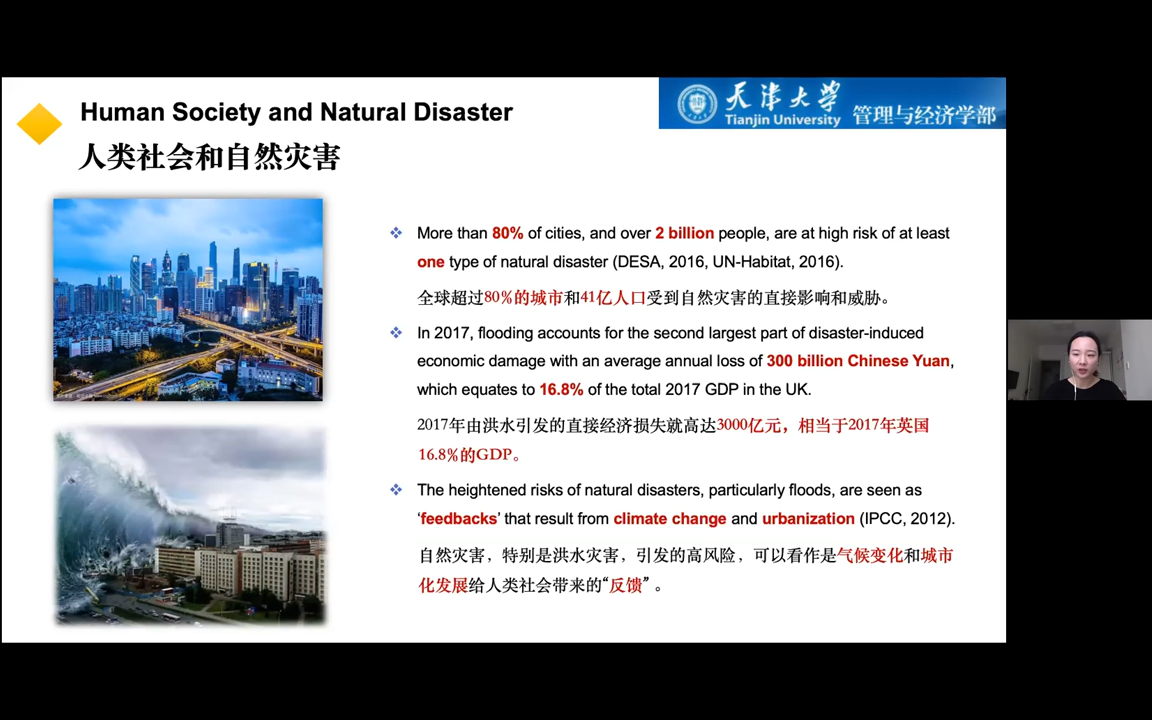 Human Society and Natural Disaster
人类社会和自然灾害
天津大学
Tianjin University
管理与经济学部
More than 80% of cities, and over 2 billion people, are at high risk of at least
one type of natural disaster (DESA, 2016, UN-Habitat, 2016).
全球超过80%的城市和41亿人口受到自然灾害的直接影响和威胁。
In 2017, flooding accounts for the second largest part of disaster-induced
economic damage with an average annual loss of 300 billion Chinese Yuan,
which equates to 16.8% of the total 2017 GDP in the UK.
2017年由洪水引发的直接经济损失就高达3000亿元，相当于2017年英国
16.8%的GDP。
The heightened risks of natural disasters, particularly floods, are seen as
‘feedbacks’ that result from climate change and urbanization (IPCC, 2012).
自然灾害，特别是洪水灾害，引发的高风险，可以看作是气候变化和城市
化发展给人类社会带来的“反馈”。